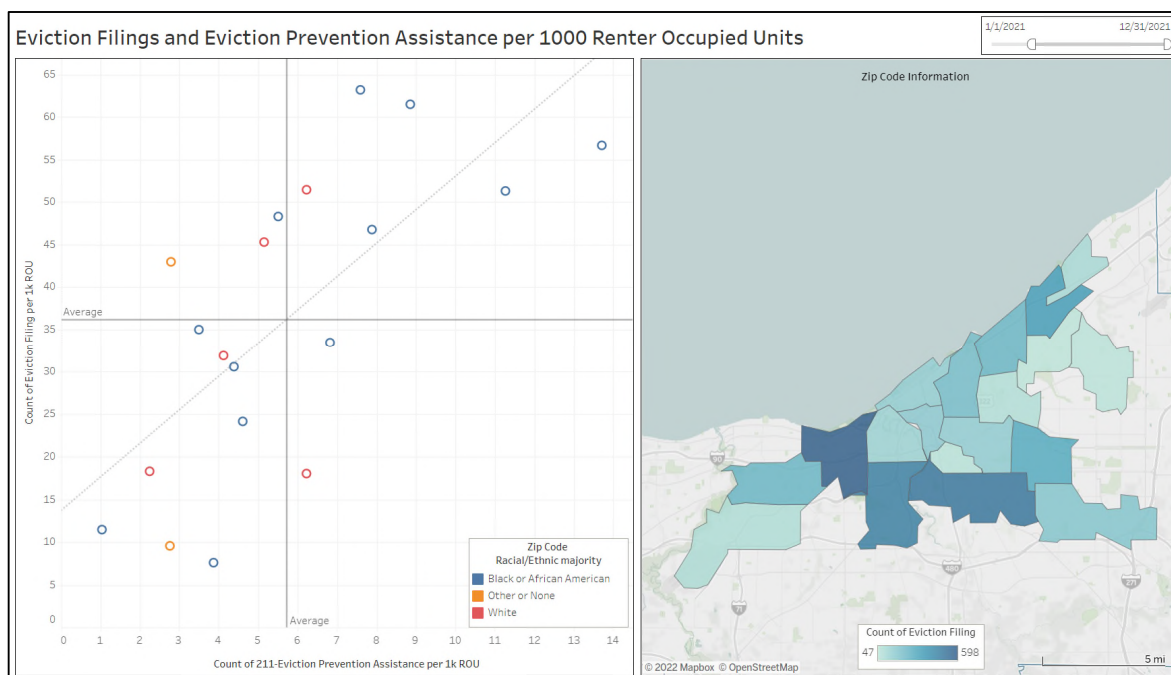 Eviction Filings and Eviction Prevention Assistance per 1000 Renter Occupied Units
1/1/2021
12/31/2021
Count of Eviction Filing per 1k ROU
65
60
55
50
45
40
35
30
25
20
15
10
5
0
Average
Average
0 1 2 3 4 5 6 7 8 9 10 11 12 13 14
Count of 211-Eviction Prevention Assistance per 1k ROU
Zip Code
Racial/Ethnic majority
Black or African American
Other or None
White
Zip Code Information
90
71
480
271
Count of Eviction Filing
47
598
© 2022 Mapbox © OpenStreetMap
5 mi